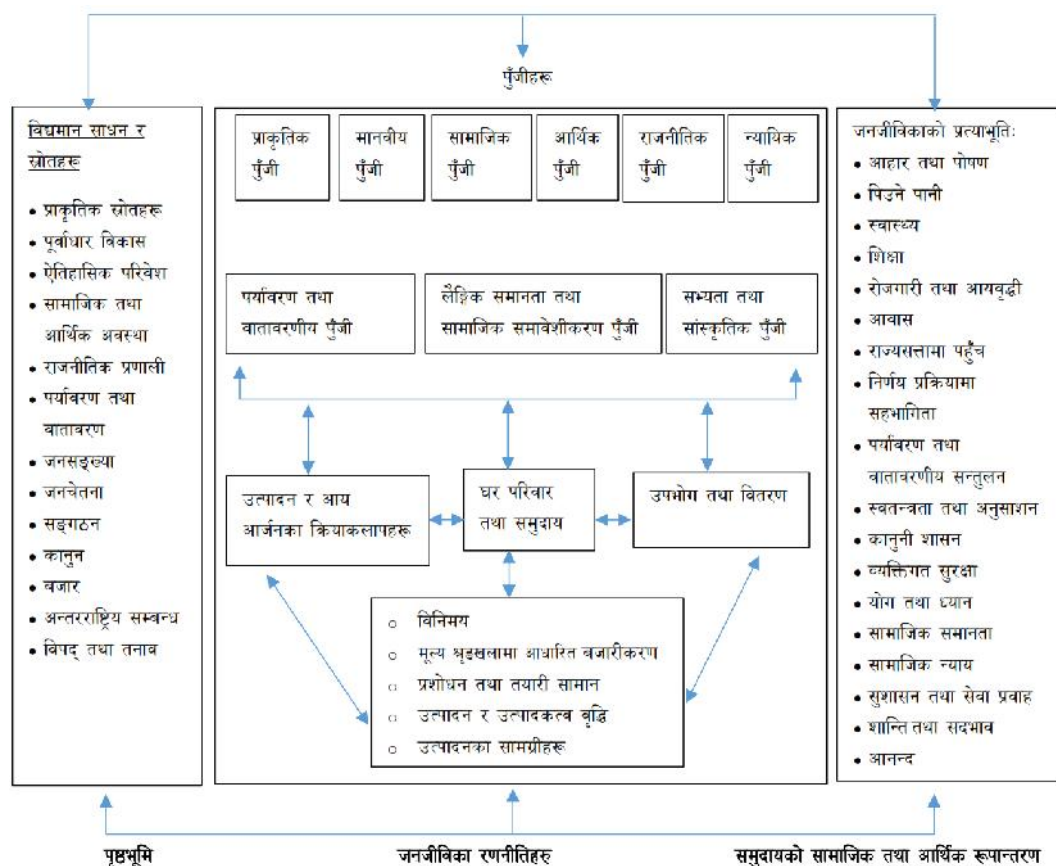 पुँजीहरू
विद्यमान साधन र
स्रोतहरू
• प्राकृतिक स्रोतहरू
• पूर्वाधार विकास
• ऐतिहासिक परिवेश
• सामाजिक तथा
आर्थिक अवस्था
• राजनीतिक प्रणाली
• पर्यावरण तथा
वातावरण
• जनसङ्ख्या
• जनचेतना
• सङ्गठन
• कानुन
• बजार
• अन्तरराष्ट्रिय सम्बन्ध
• विपद् तथा तनाव
प्राकृतिक
पुँजी
मानवीय
पुँजी
सामाजिक
पुँजी
आर्थिक
पुँजी
राजनीतिक
पुँजी
न्यायिक
पुँजी
पर्यावरण तथा
वातावरणीय पुँजी
लैङ्गिक समानता तथा
सामाजिक समावेशीकरण पुँजी
सभ्यता तथा
सांस्कृतिक पुँजी
उत्पादन र आय
आर्जनका क्रियाकलापहरू
घर परिवार
तथा समुदाय
उपभोग तथा वितरण
○ विनिमय
○ मूल्य श्रृङखलामा आधारित बजारीकरण
○ प्रशोधन तथा तयारी सामान
○ उत्पादन र उत्पादकत्व वृद्धि
○ उत्पादनका सामग्रीहरू
जनजीविकाको प्रत्याभूतिः
• आहार तथा पोषण
• पिउने पानी
• स्वास्थ्य
• शिक्षा
• रोजगारी तथा आयवृद्धी
• आवास
• राज्यसत्तामा पहुँच
• निर्णय प्रक्रियामा
सहभागिता
• पर्यावरण तथा
वातावरणीय सन्तुलन
• स्वतन्त्रता तथा अनुसाशन
• कानुनी शासन
• व्यक्तिगत सुरक्षा
• योग तथा ध्यान
• सामाजिक समानता
• सामाजिक न्याय
• सुशासन तथा सेवा प्रवाह
• शान्ति तथा सदभाव
• आनन्द
पृष्ठभूमि
जनजीविका रणनीतिहरु
समुदायको सामाजिक तथा आर्थिक रूपान्तरण